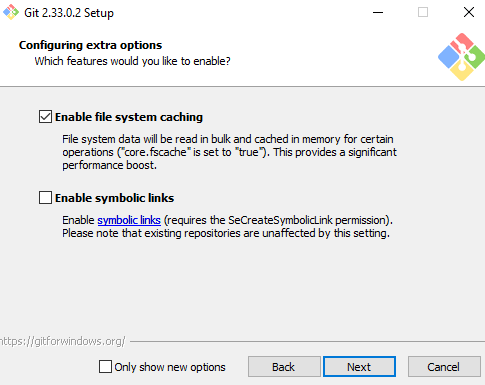 Git 2.33.0.2 Setup
Configuring extra options
Which features would you like to enable?
Enable file system caching
File system data will be read in bulk and cached in memory for certain
operations ("core.fscache" is set to "true"). This provides a significant
performance boost.
Enable symbolic links
Enable symbolic links (requires the SeCreateSymbolicLink permission).
Please note that existing repositories are unaffected by this setting.
https://gitforwindows.org/
Only show new options
Back
Next
Cancel